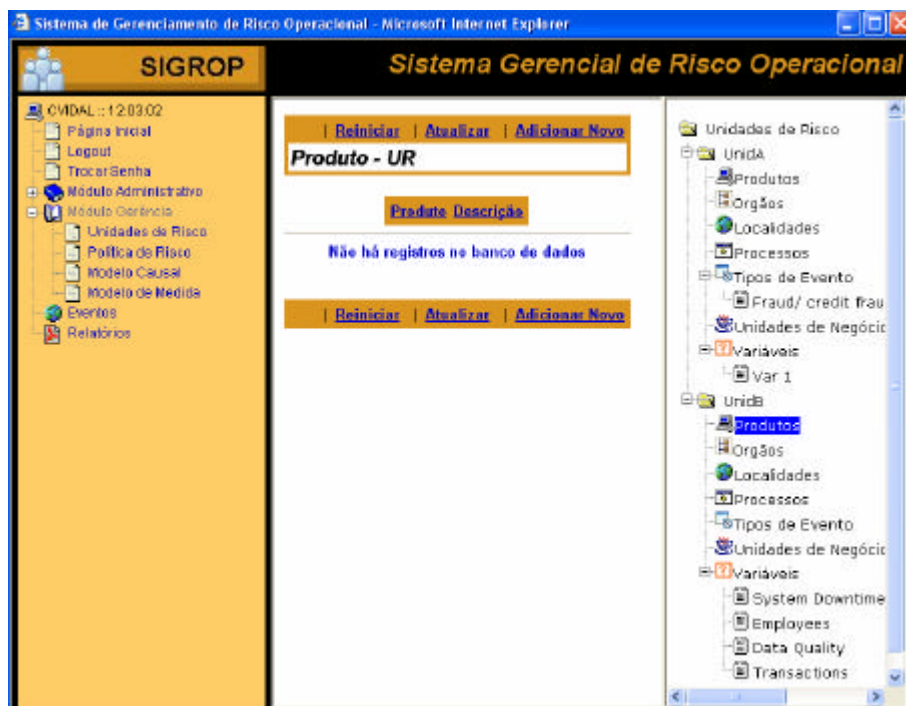 Sistema de Gerenciamento de Risco Operacional - Microsoft Internet Explorer
SIGROP
Sistema Gerencial de Risco Operacional
CVIDAL :: 12:03:02
Página Inicial
Logout
Trocar Senha
Módulo Administrativo
Módulo Gerência
Unidades de Risco
Política de Risco
Modelo Causal
Modelo de Medida
Eventos
Relatórios
| Reiniciar | Atualizar | Adicionar Novo
Produto - UR
Produto Descrição
Não há registros no banco de dados
| Reiniciar | Atualizar | Adicionar Novo
Unidades de Risco
UnidA
Produtos
Orgãos
Localidades
Processos
Tipos de Evento
Fraud/ credit frau
Unidades de Negócic
Variáveis
Var 1
UnidB
Produtos
Orgãos
Localidades
Processos
Tipos de Evento
Unidades de Negócic
Variáveis
System Downtime
Employees
Data Quality
Transactions